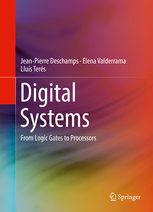 Jean-Pierre Deschamps · Elena Valderrama
Lluís Terés
Digital
Systems
From Logic Gates to Processors
Springer